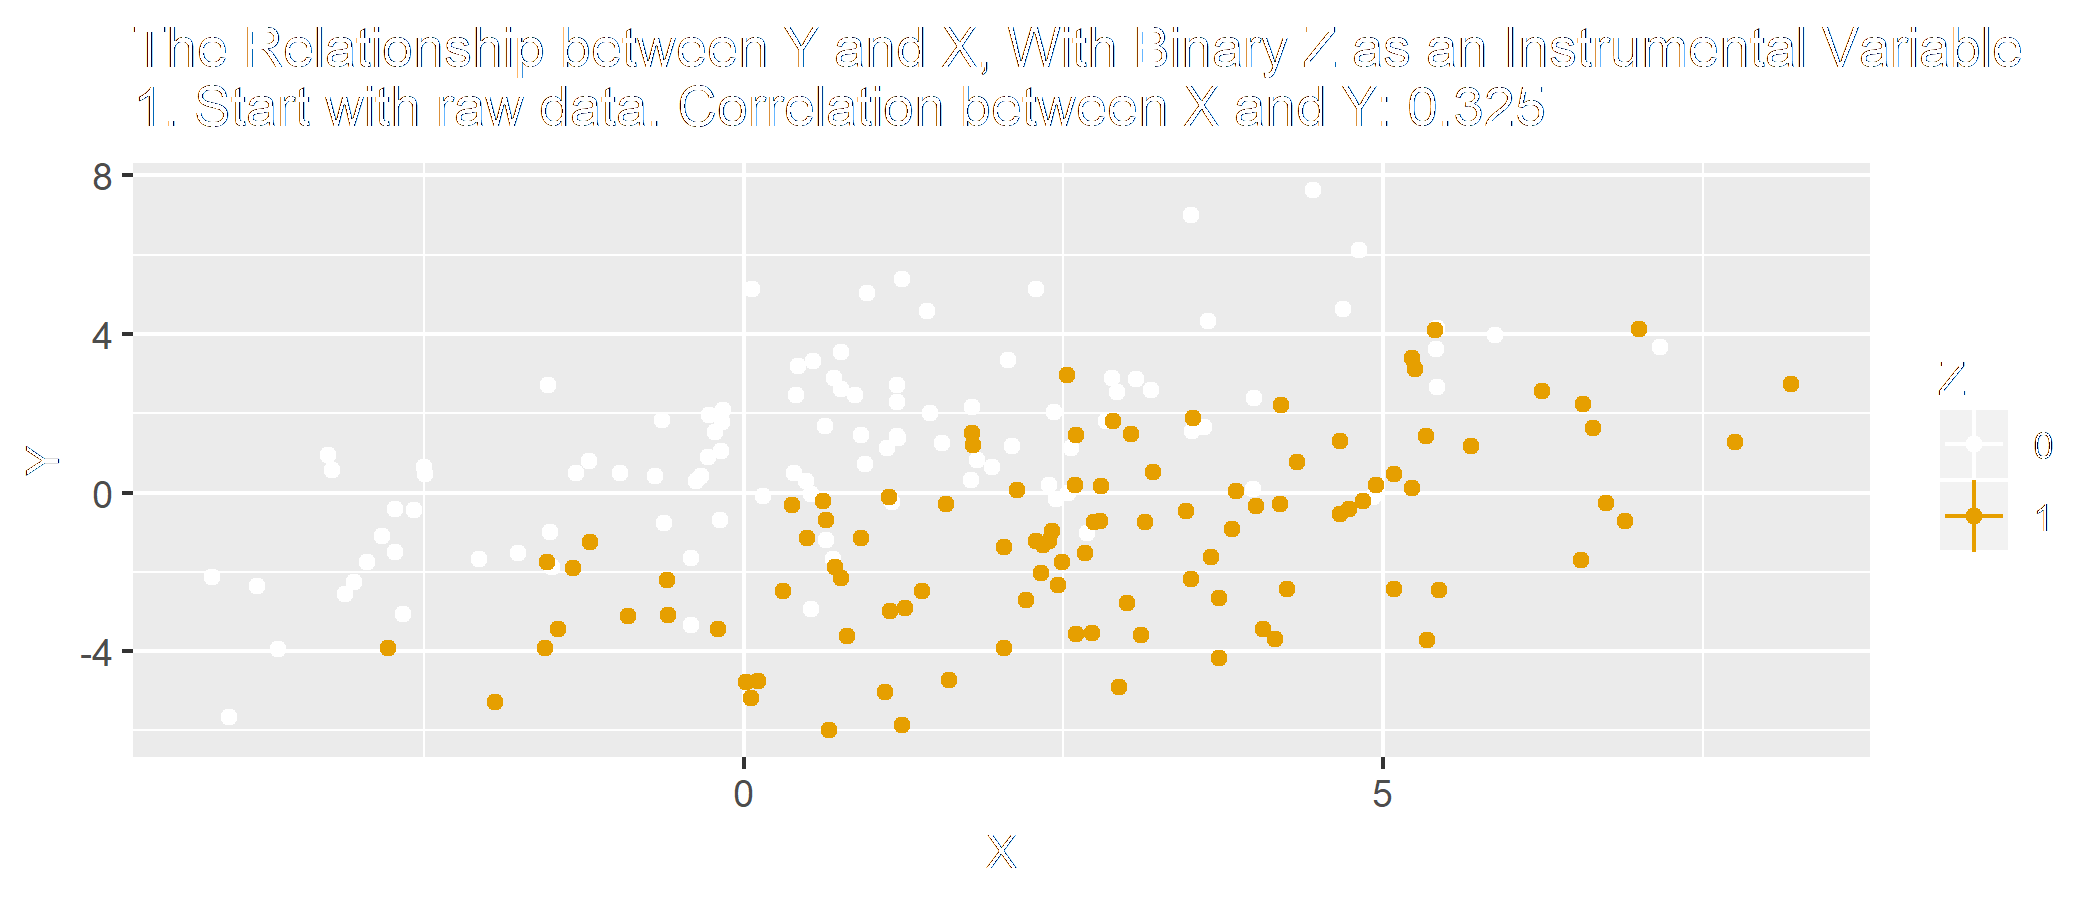 The Relationship between Y and X, With Binary Z as an Instrumental Variable
1. Start with raw data. Correlation between X and Y: 0.325
8
4
0
-4
Y
0
5
X
Z
0
1